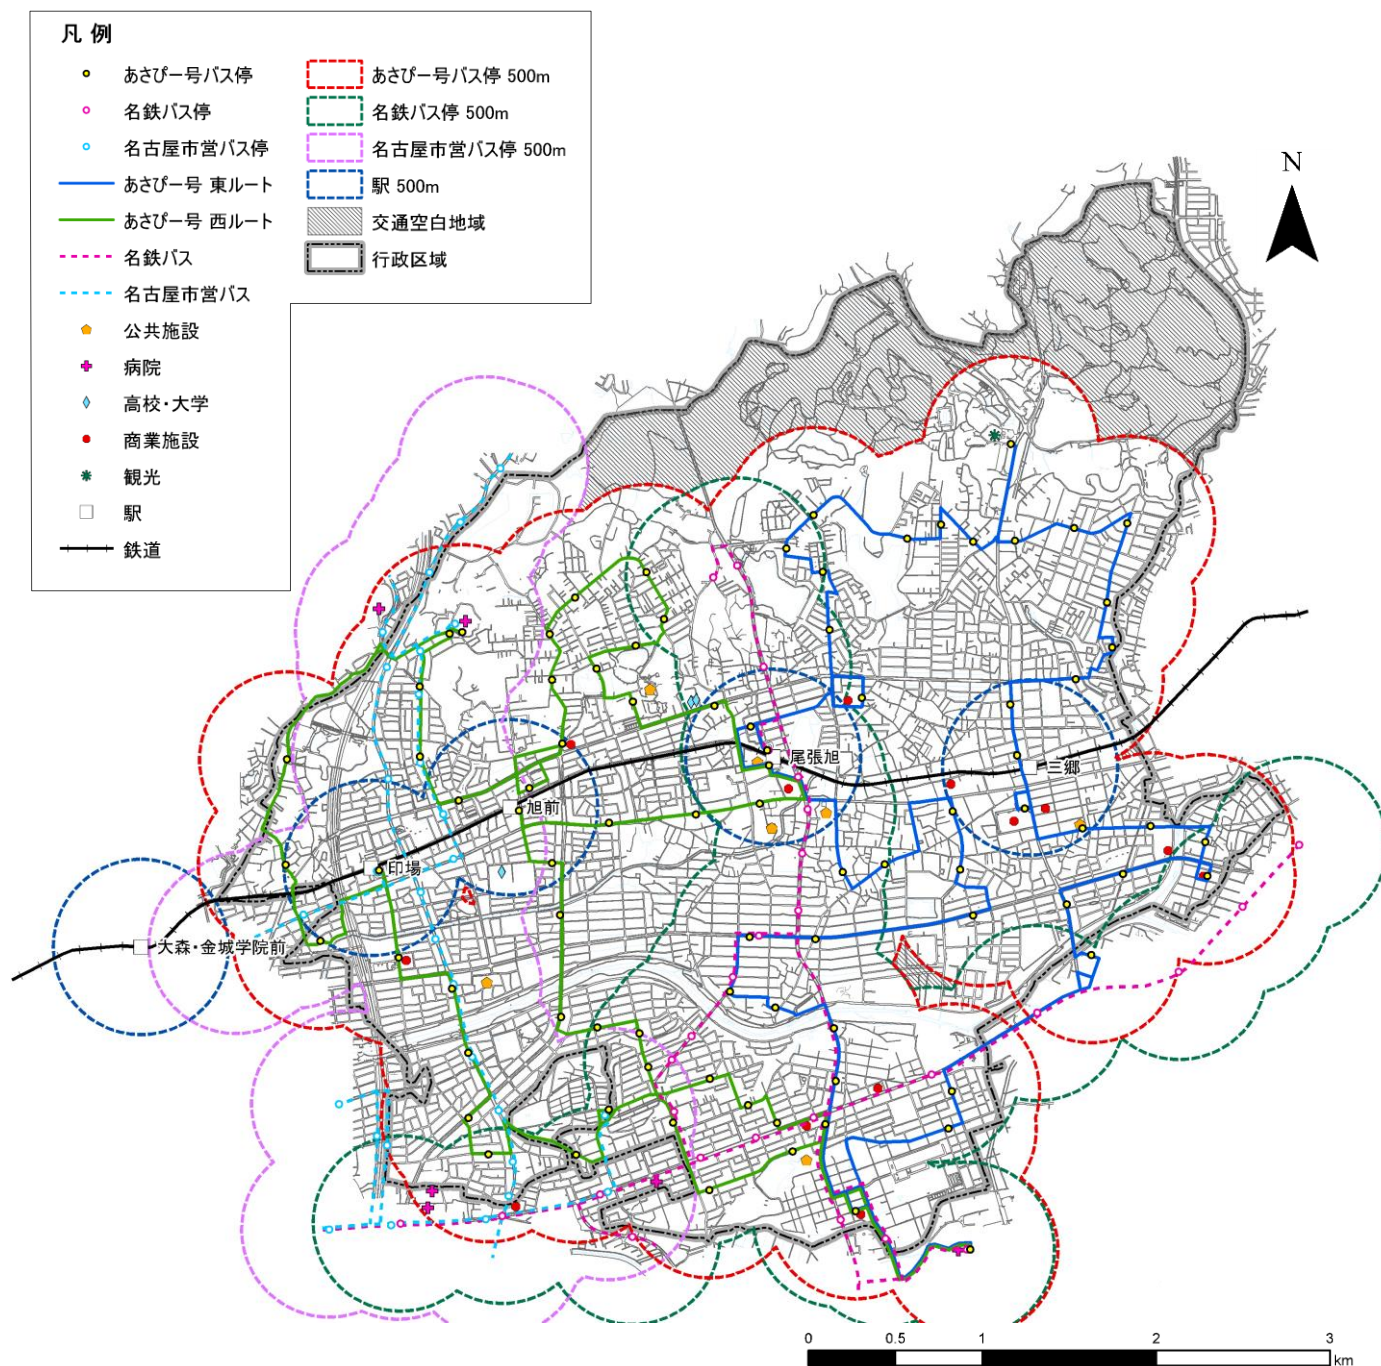 凡 例
あさぴー号バス停
名鉄バス停
名古屋市営バス停
あさぴー号 東ルート
あさぴー号 西ルート
名鉄バス
名古屋市営バス
公共施設
病院
高校・大学
商業施設
観光
駅
鉄道
あさぴー号バス停 500m
名鉄バス停 500m
名古屋市営バス停 500m
駅 500m
交通空白地域
行政区域
N
尾張旭
三郷
旭前
印場
大森・金城学院前
0 0.5 1 2 3
km